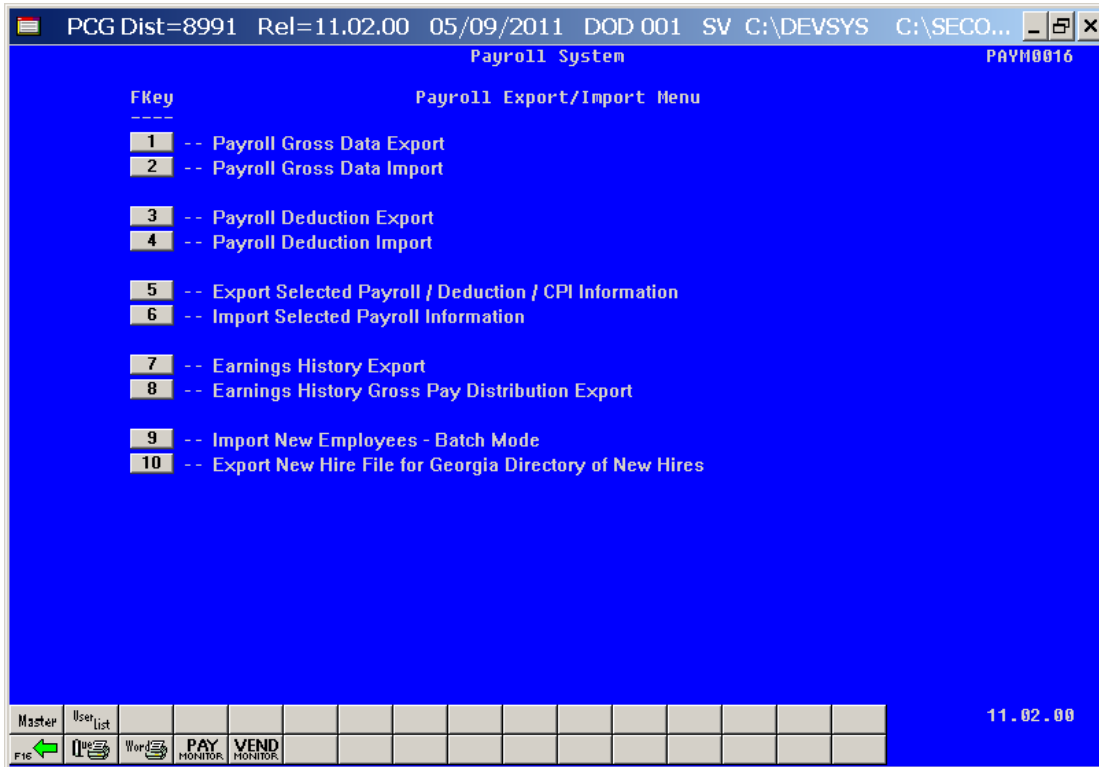 PCG Dist=8991 Rel=11.02.00 05/09/2011 DOD 001 SV C:\DEVSYS C:\SECO...
Payroll System PAYM0016
FKey Payroll Export/Import Menu
----
1 -- Payroll Gross Data Export
2 -- Payroll Gross Data Import
3 -- Payroll Deduction Export
4 -- Payroll Deduction Import
5 -- Export Selected Payroll / Deduction / CPI Information
6 -- Import Selected Payroll Information
7 -- Earnings History Export
8 -- Earnings History Gross Pay Distribution Export
9 -- Import New Employees - Batch Mode
10 -- Export New Hire File for Georgia Directory of New Hires
Master User List 11.02.00
F16 Que Word PAY MONITOR VEND MONITOR